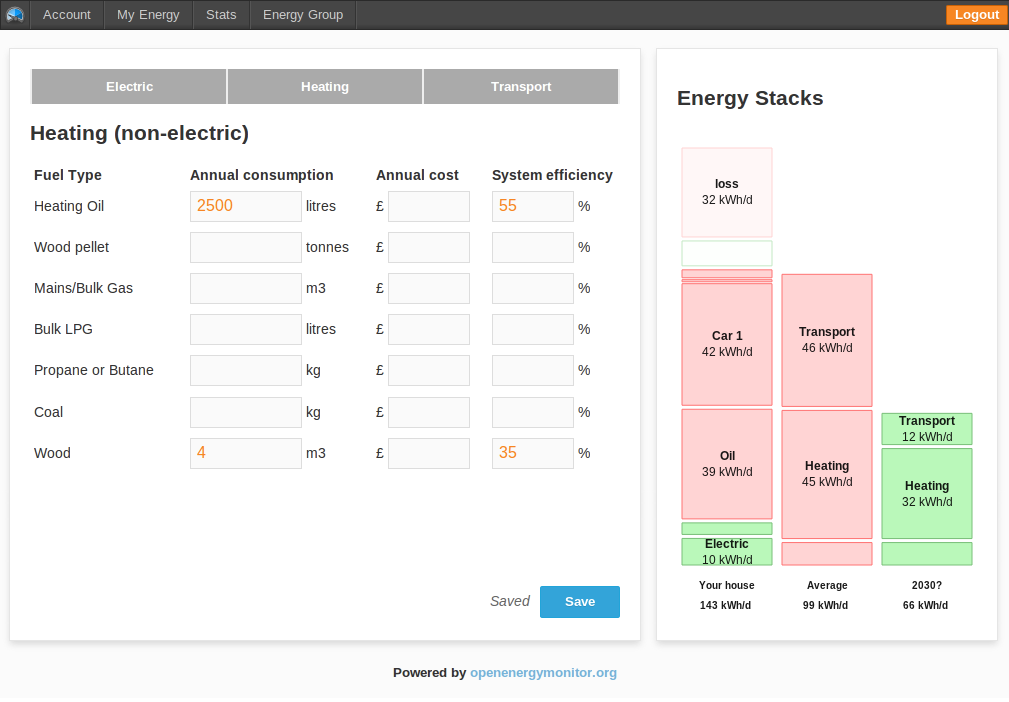 Account My Energy Stats Energy Group Logout
Electric Heating Transport
Heating (non-electric)
Fuel Type Annual consumption Annual cost System efficiency
Heating Oil 2500 litres £ 55 %
Wood pellet tonnes £ %
Mains/Bulk Gas m3 £ %
Bulk LPG litres £ %
Propane or Butane kg £ %
Coal kg £ %
Wood 4 m3 £ 35 %
Saved Save
Energy Stacks
loss
32 kWh/d
Car 1
42 kWh/d
Oil
39 kWh/d
Electric
10 kWh/d
Transport
46 kWh/d
Heating
45 kWh/d
Transport
12 kWh/d
Heating
32 kWh/d
Your house Average 2030?
143 kWh/d 99 kWh/d 66 kWh/d
Powered by openenergymonitor.org